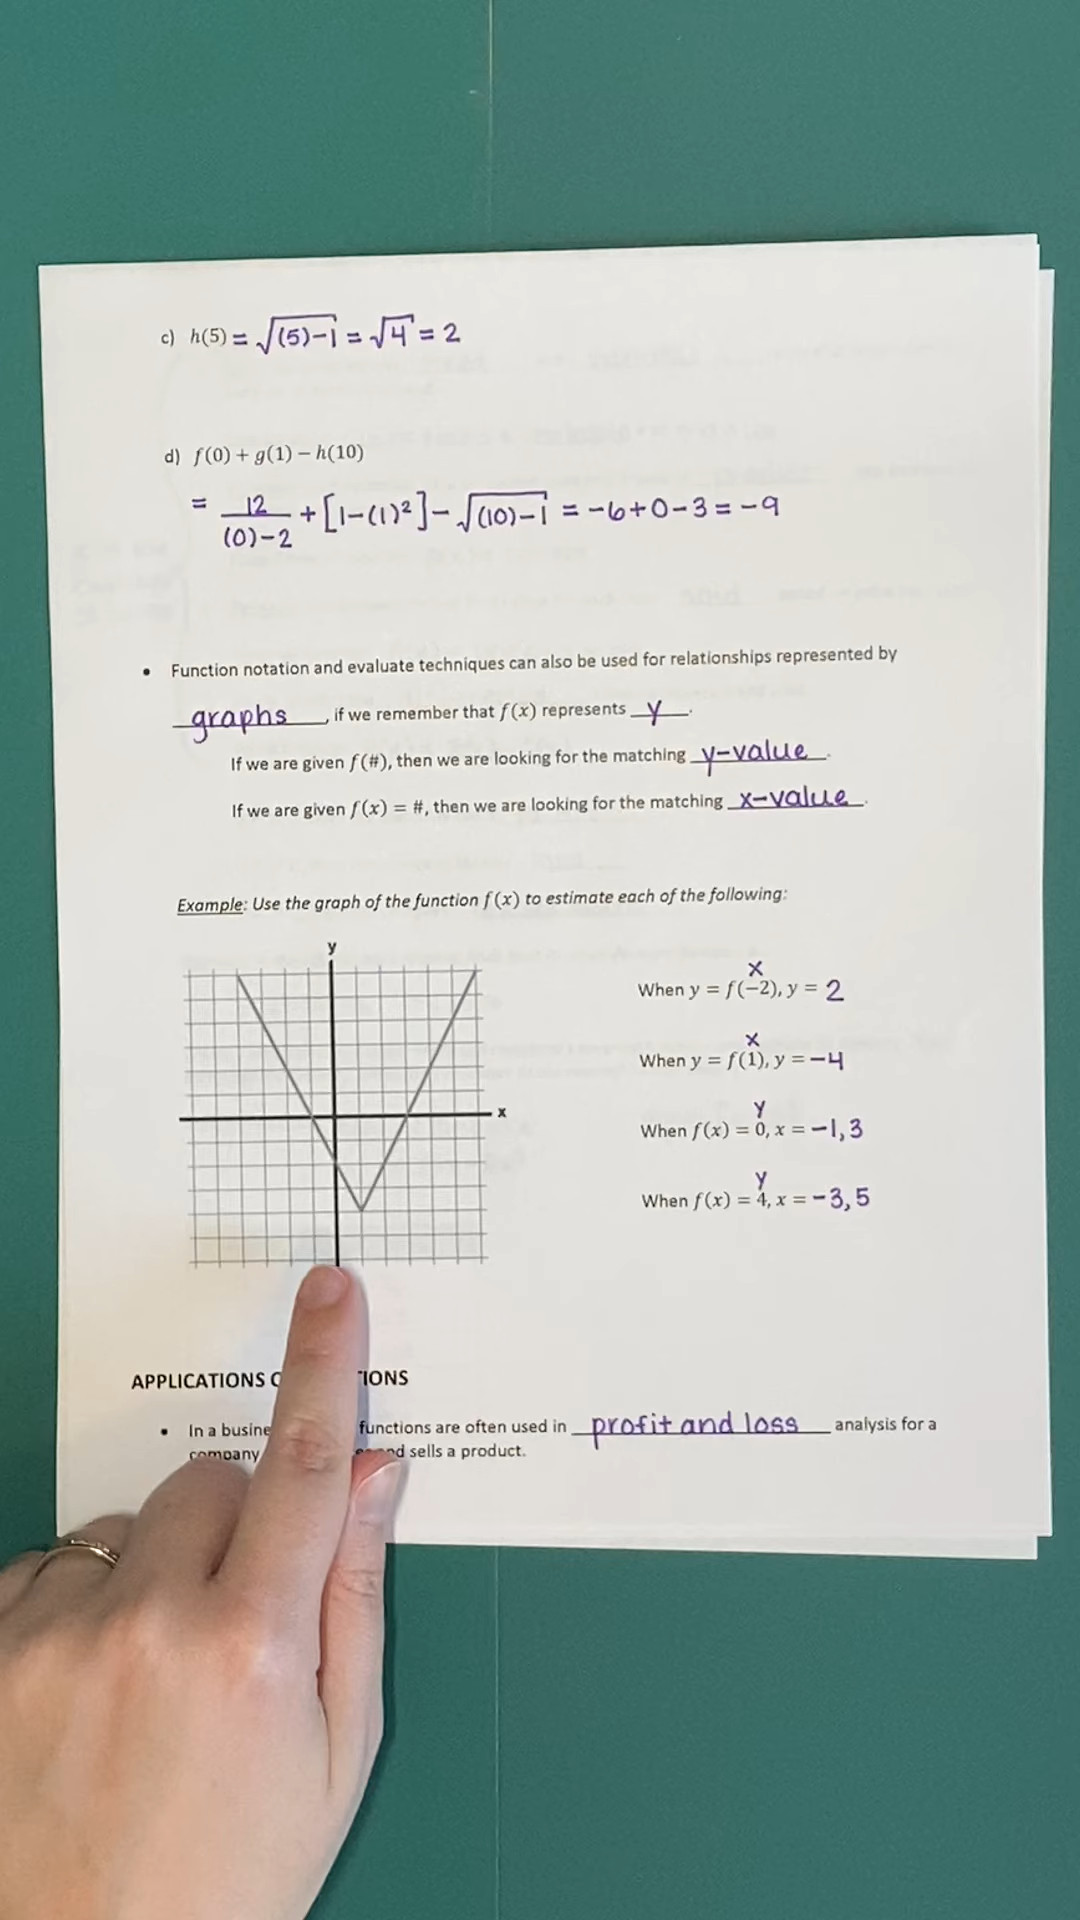 c) h(5) = √(5)-1 = √4 = 2
d) f(0) + g(1) – h(10)
= 12/(0)-2 + [1-(1)²] - √(10)-1 = -6+0-3 = -9
• Function notation and evaluate techniques can also be used for relationships represented by
graphs, if we remember that f(x) represents y.
If we are given f(#), then we are looking for the matching y-value.
If we are given f(x) = #, then we are looking for the matching x-value.
Example: Use the graph of the function f(x) to estimate each of the following:
y
x
x
When y = f(−2), y = 2
x
When y = f(1), y = -4
y
When f(x) = 0, x = -1, 3
y
When f(x) = 4, x = -3, 5
APPLICATIONS
• In a functions are often used in profit and loss analysis for a
company sells a product.